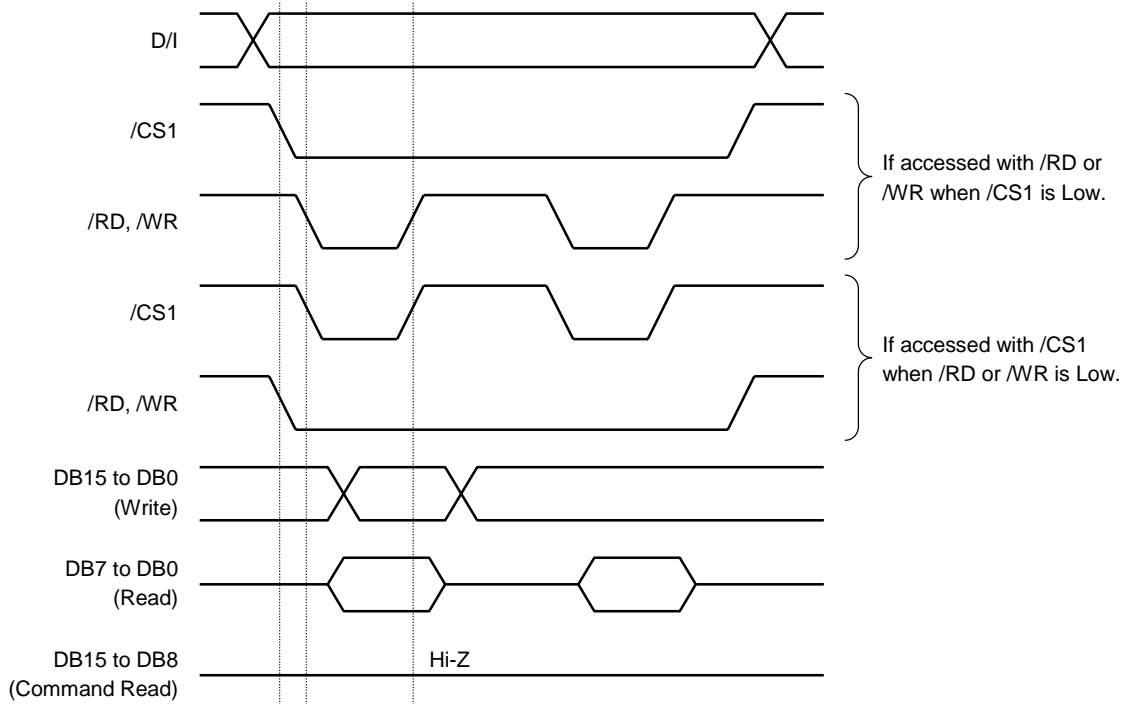 D/I
/CS1
/RD, /WR
If accessed with /RD or
/WR when /CS1 is Low.
/CS1
/RD, /WR
If accessed with /CS1
when /RD or /WR is Low.
DB15 to DB0
(Write)
DB7 to DB0
(Read)
DB15 to DB8
(Command Read)
Hi-Z